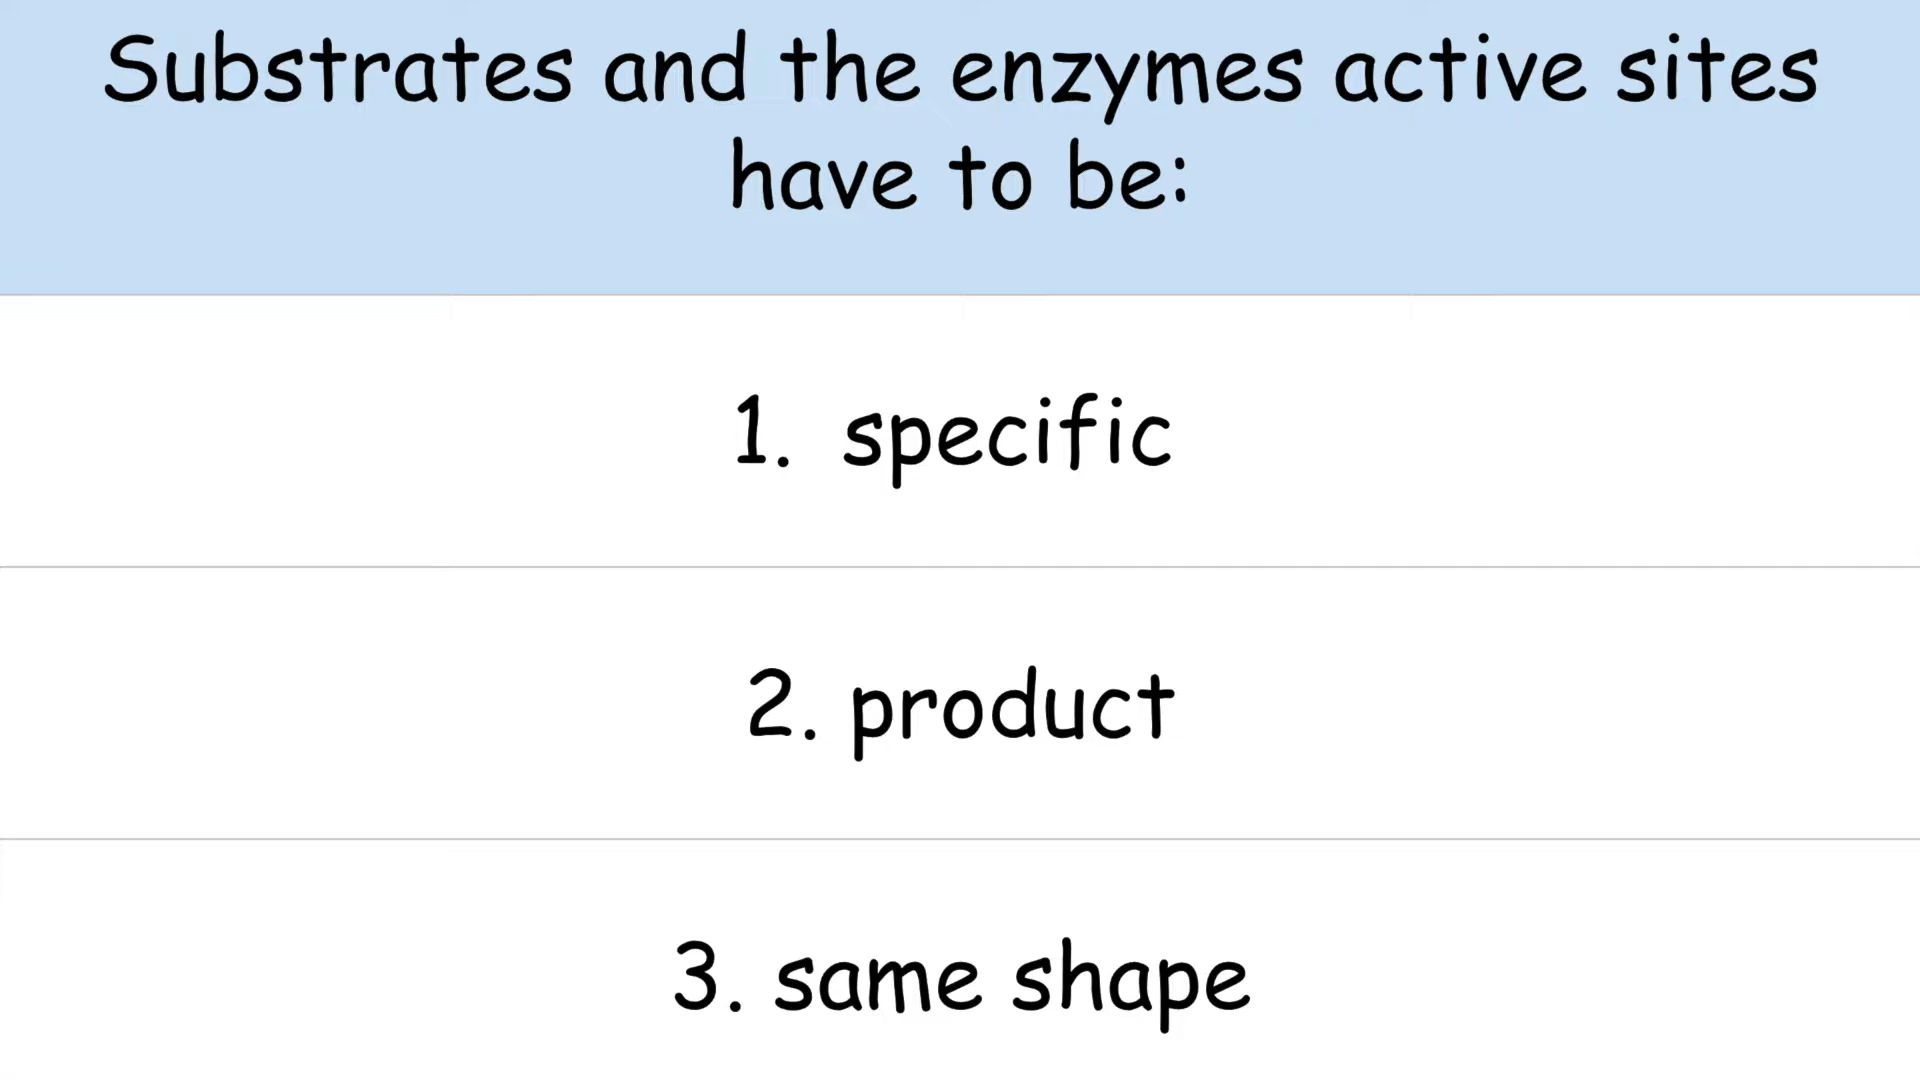 Substrates and the enzymes active sites
have to be:
1. specific
2. product
3. same shape